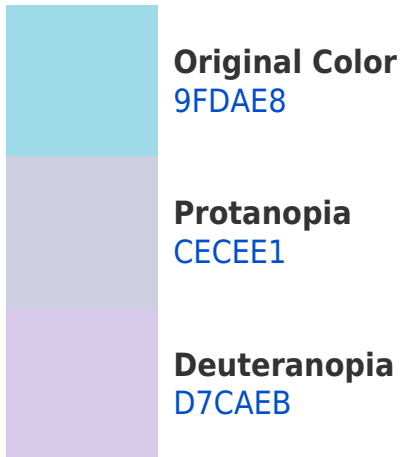 Original Color
9FDAE8
Protanopia
CECEE1
Deuteranopia
D7CAEB